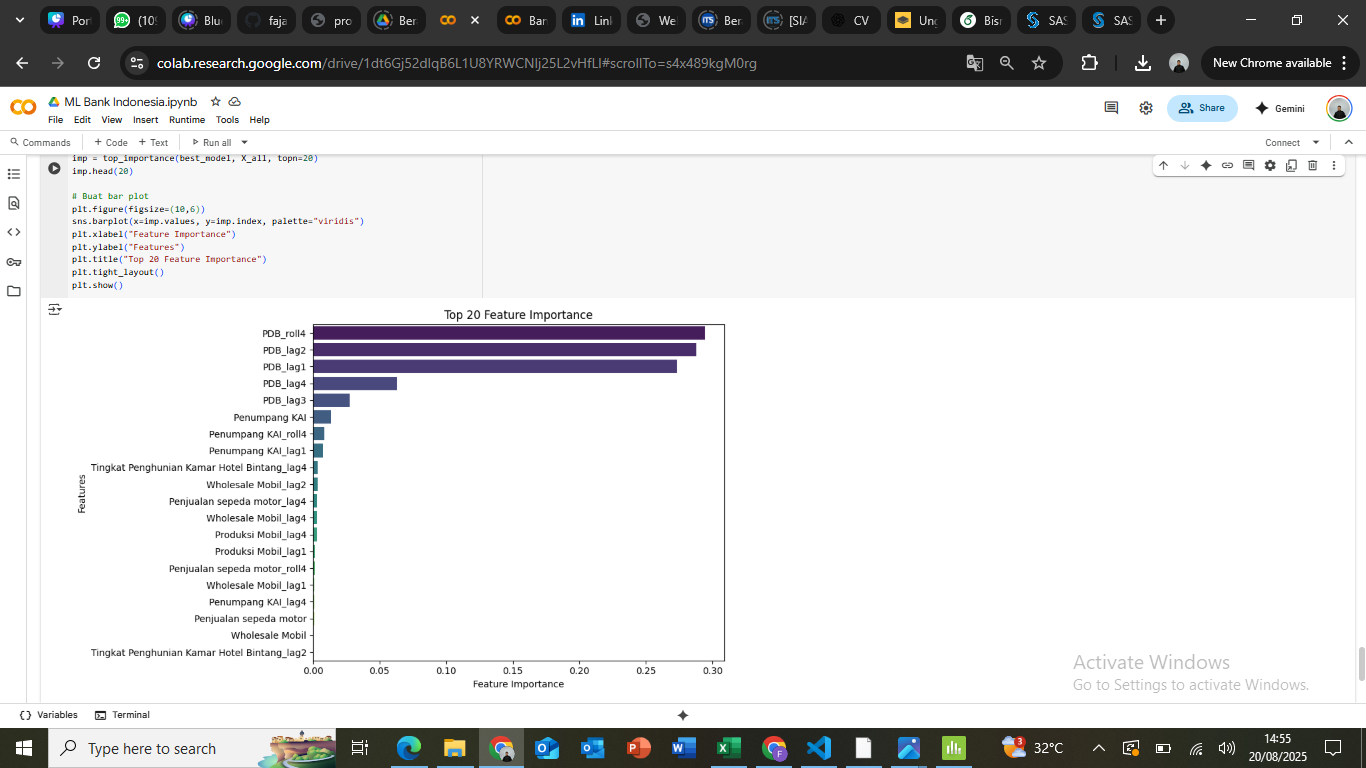 Port
(109
Blu
faja
pro
Ber
Ban
Link
We
Ber
[SIA
CV
Ung
Bisn
SAS
SAS
colab.research.google.com/drive/1dt6Gj52dIqB6L1U8YRWCNIj25L2vHfLI#scrollTo=s4x489kgM0rg
New Chrome available
ML Bank Indonesia.ipynb
File Edit View Insert Runtime Tools Help
Share
Gemini
Commands + Code + Text Run all
Connect
imp = top_importance(best_model, X_all, topn=20)
imp.head(20)
# Buat bar plot
plt.figure(figsize=(10,6))
sns.barplot(x=imp.values, y=imp.index, palette="viridis")
plt.xlabel("Feature Importance")
plt.ylabel("Features")
plt.title("Top 20 Feature Importance")
plt.tight_layout()
plt.show()
Top 20 Feature Importance
PDB_roll4
PDB_lag2
PDB_lag1
PDB_lag4
PDB_lag3
Penumpang KAI
Penumpang KAI_roll4
Penumpang KAI_lag1
Tingkat Penghunian Kamar Hotel Bintang_lag4
Wholesale Mobil_lag2
Penjualan sepeda motor_lag4
Wholesale Mobil_lag4
Produksi Mobil_lag4
Produksi Mobil_lag1
Penjualan sepeda motor_roll4
Wholesale Mobil_lag1
Penumpang KAI_lag4
Penjualan sepeda motor
Wholesale Mobil
Tingkat Penghunian Kamar Hotel Bintang_lag2
Features
0.00 0.05 0.10 0.15 0.20 0.25 0.30
Feature Importance
Activate Windows
Go to Settings to activate Windows.
Variables Terminal
Type here to search
3
32°C
14:55
20/08/2025